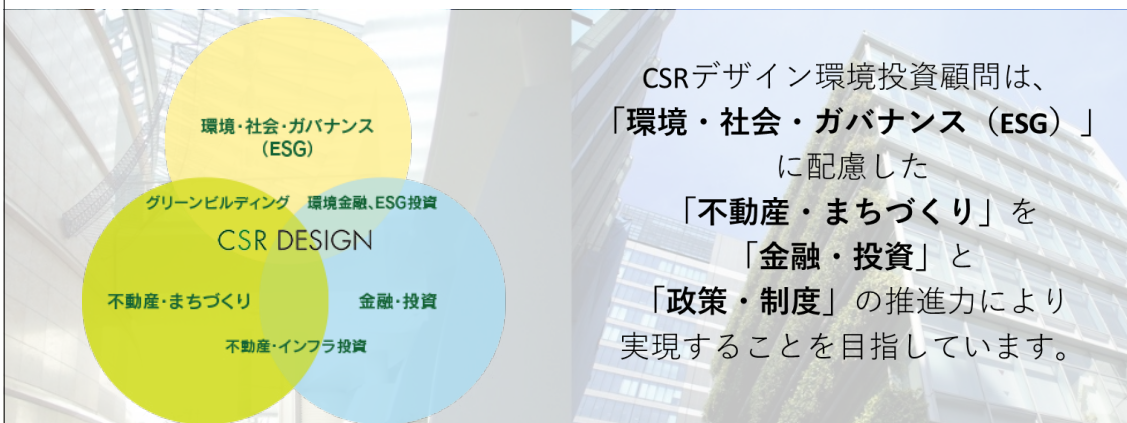 環境・社会・ガバナンス
(ESG)
グリーンビルディング 環境金融、ESG投資
CSR DESIGN
不動産・まちづくり 金融・投資
不動産・インフラ投資
CSRデザイン環境投資顧問は、
「環境・社会・ガバナンス（ESG）」
に配慮した
「不動産・まちづくり」を
「金融・投資」と
「政策・制度」の推進力により
実現することを目指しています。